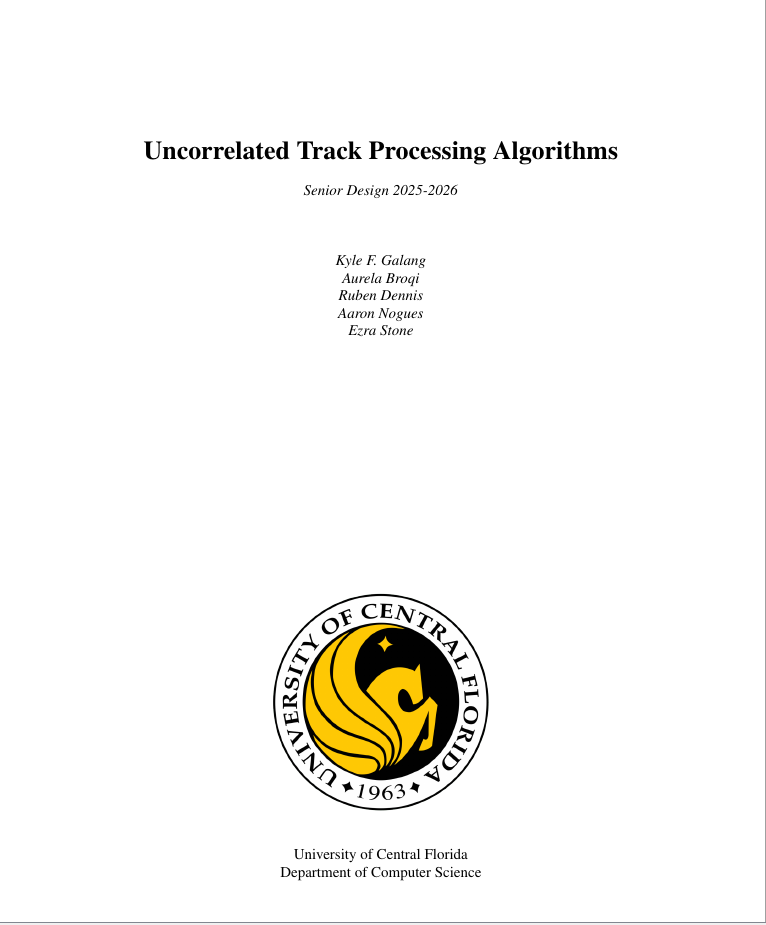 Uncorrelated Track Processing Algorithms
Senior Design 2025-2026
Kyle F. Galang
Aurela Broqi
Ruben Dennis
Aaron Nogues
Ezra Stone
UNIVERSITY OF CENTRAL FLORIDA
1963
University of Central Florida
Department of Computer Science